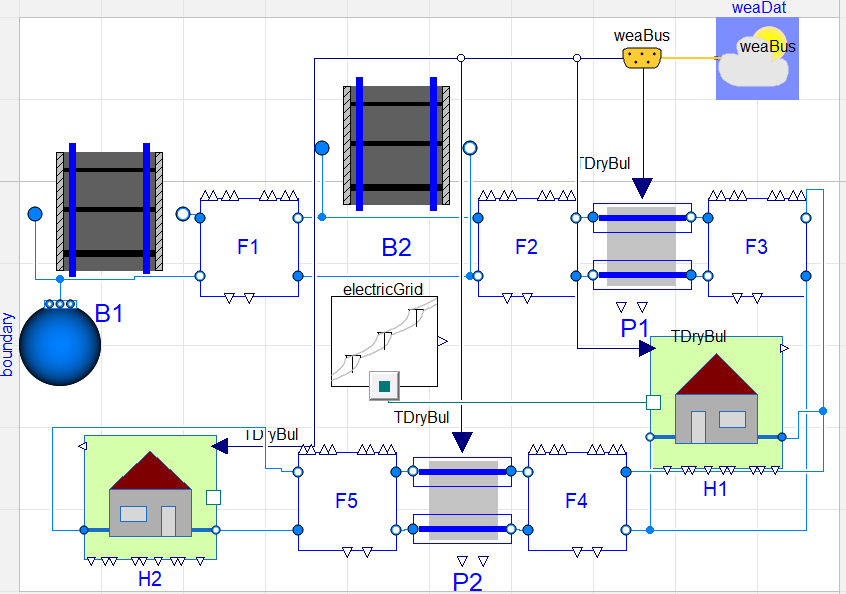 weaDat
weaBus
weaBus
TDryBul
F1
B2
F2
F3
electricGrid
B1
boundary
P1
TDryBul
TDryBul
TDryBul
F5
F4
H1
H2
P2